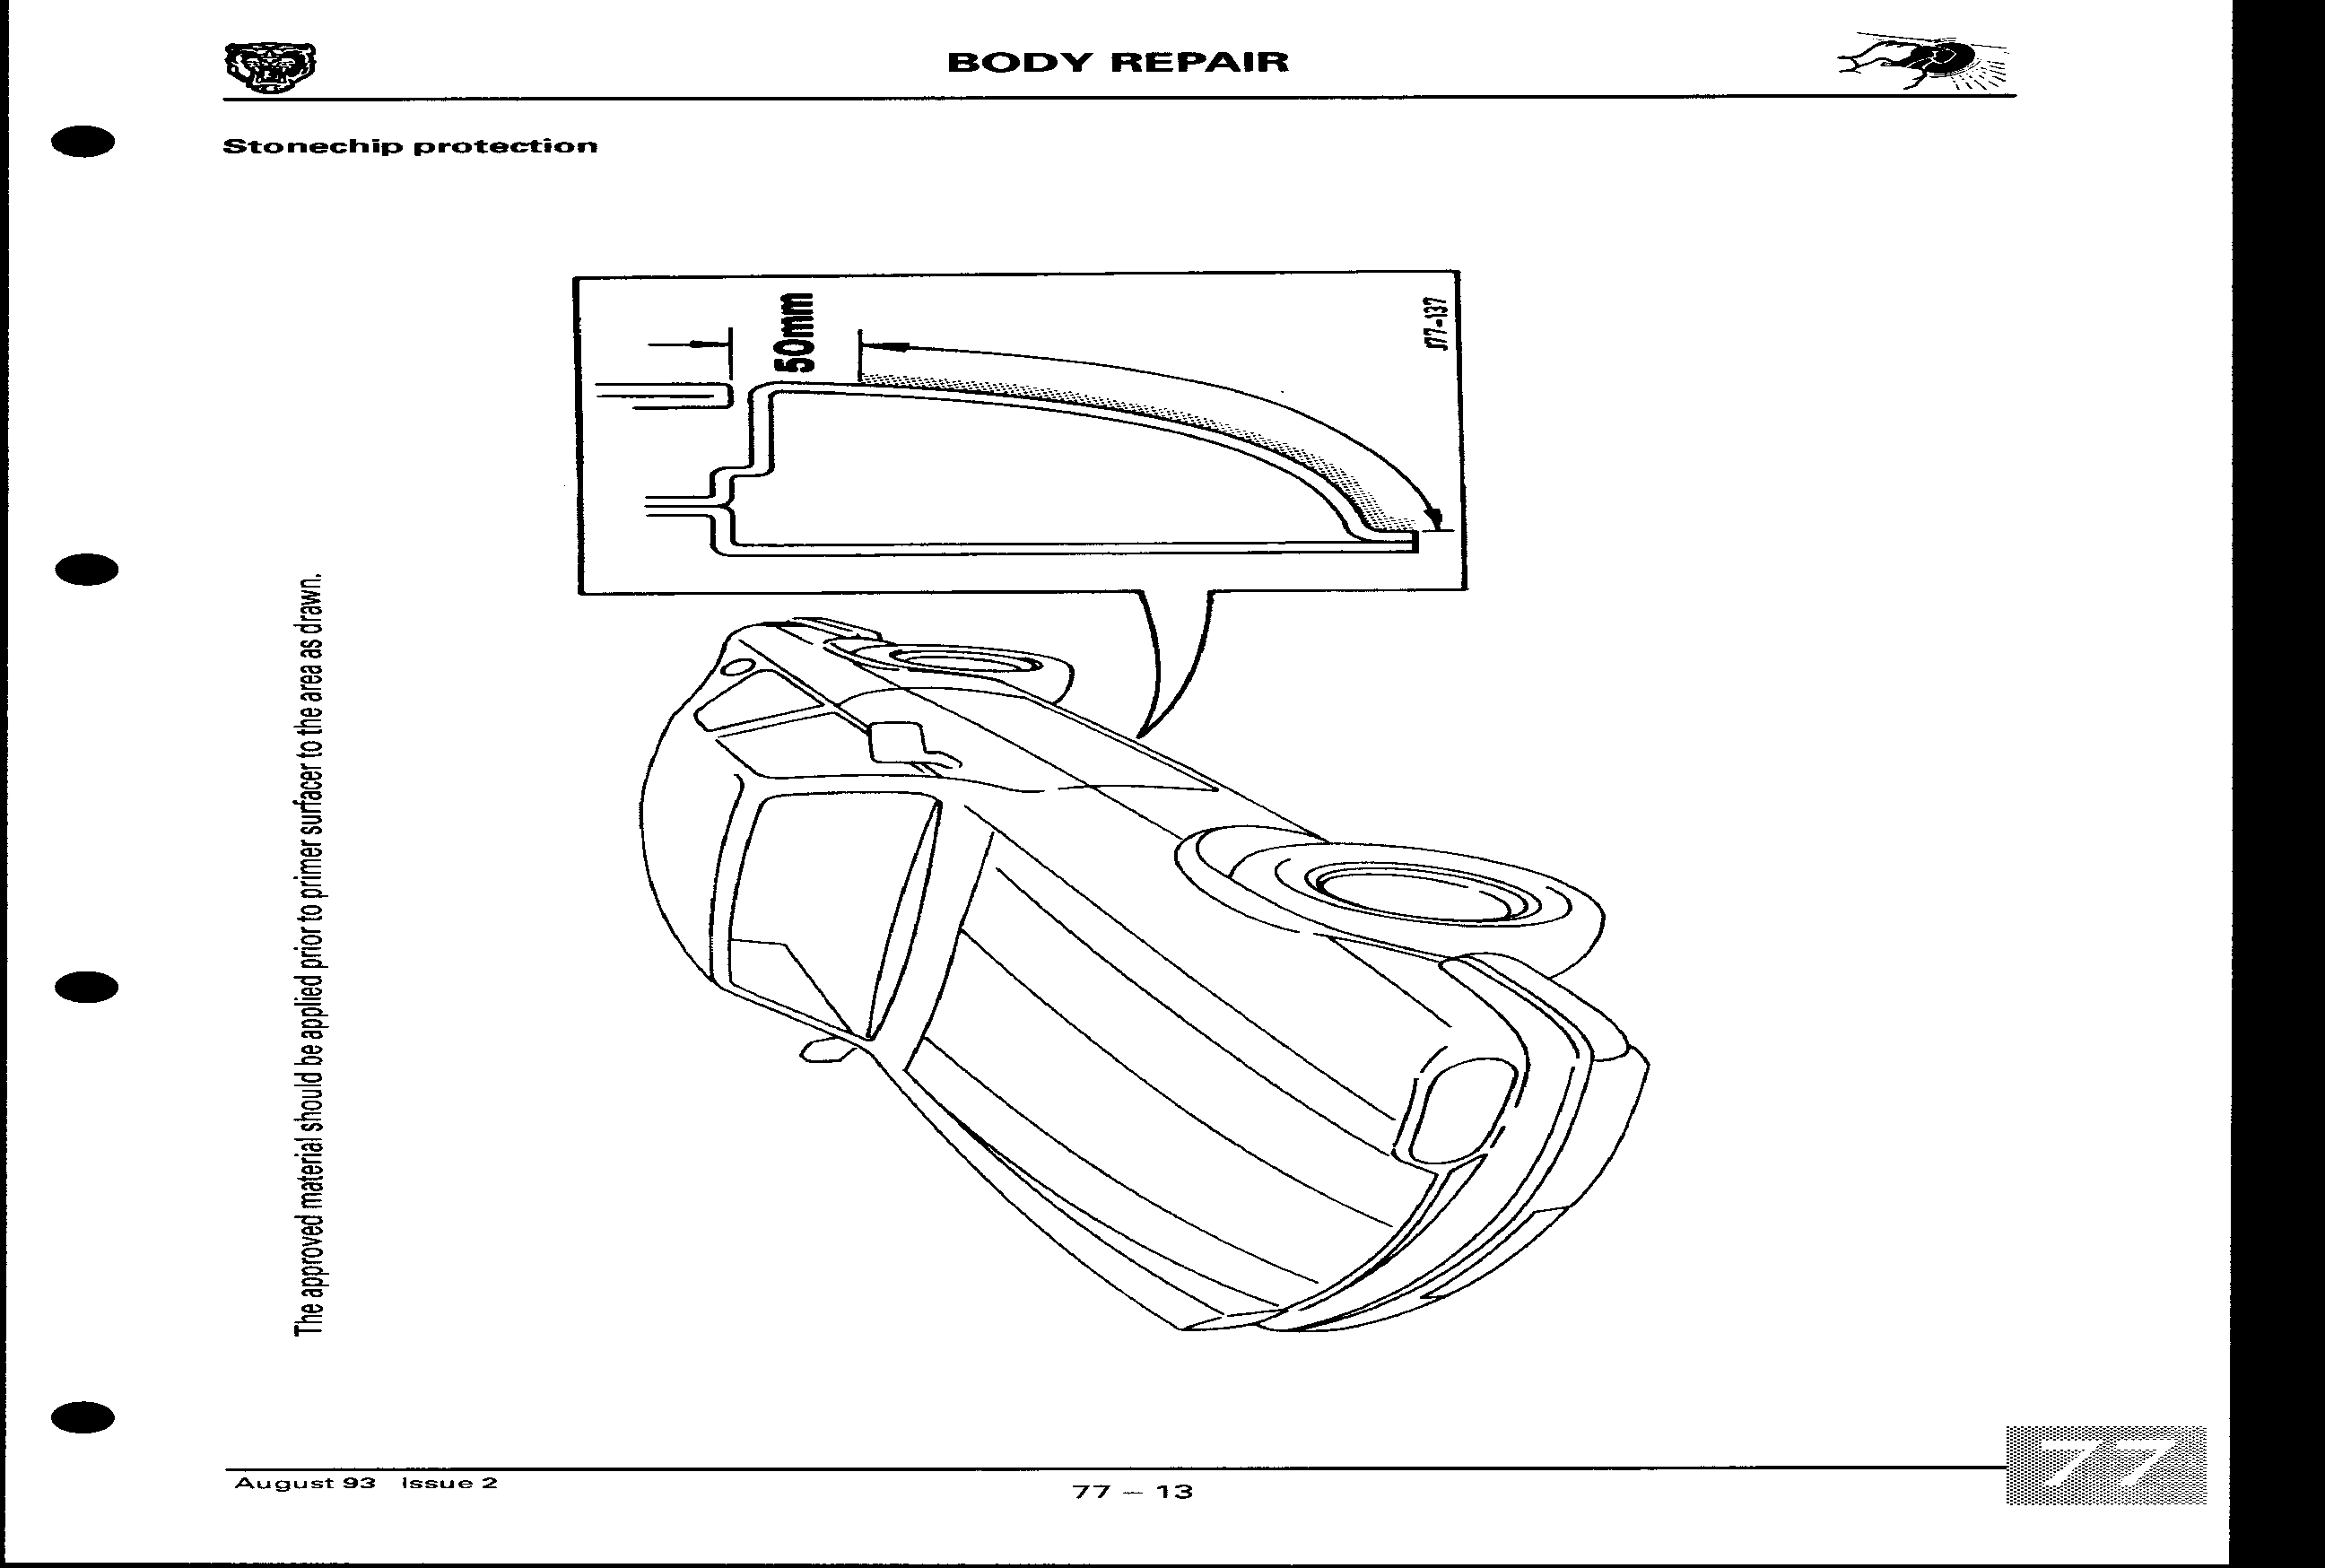 BODY REPAIR
Stonechip protection
50mm
J77-137
The approved material should be applied prior to primer surfacer to the area as drawn.
August 93 Issue 2
77 – 13
77